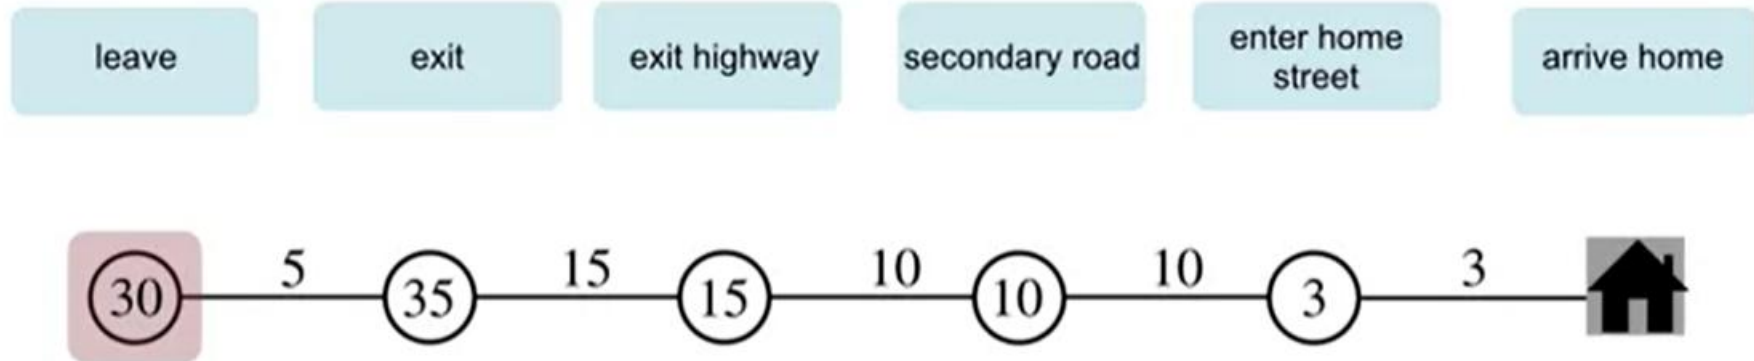 leave
exit
exit highway
secondary road
enter home
street
arrive home
5
15
10
10
3
30
35
15
10
3